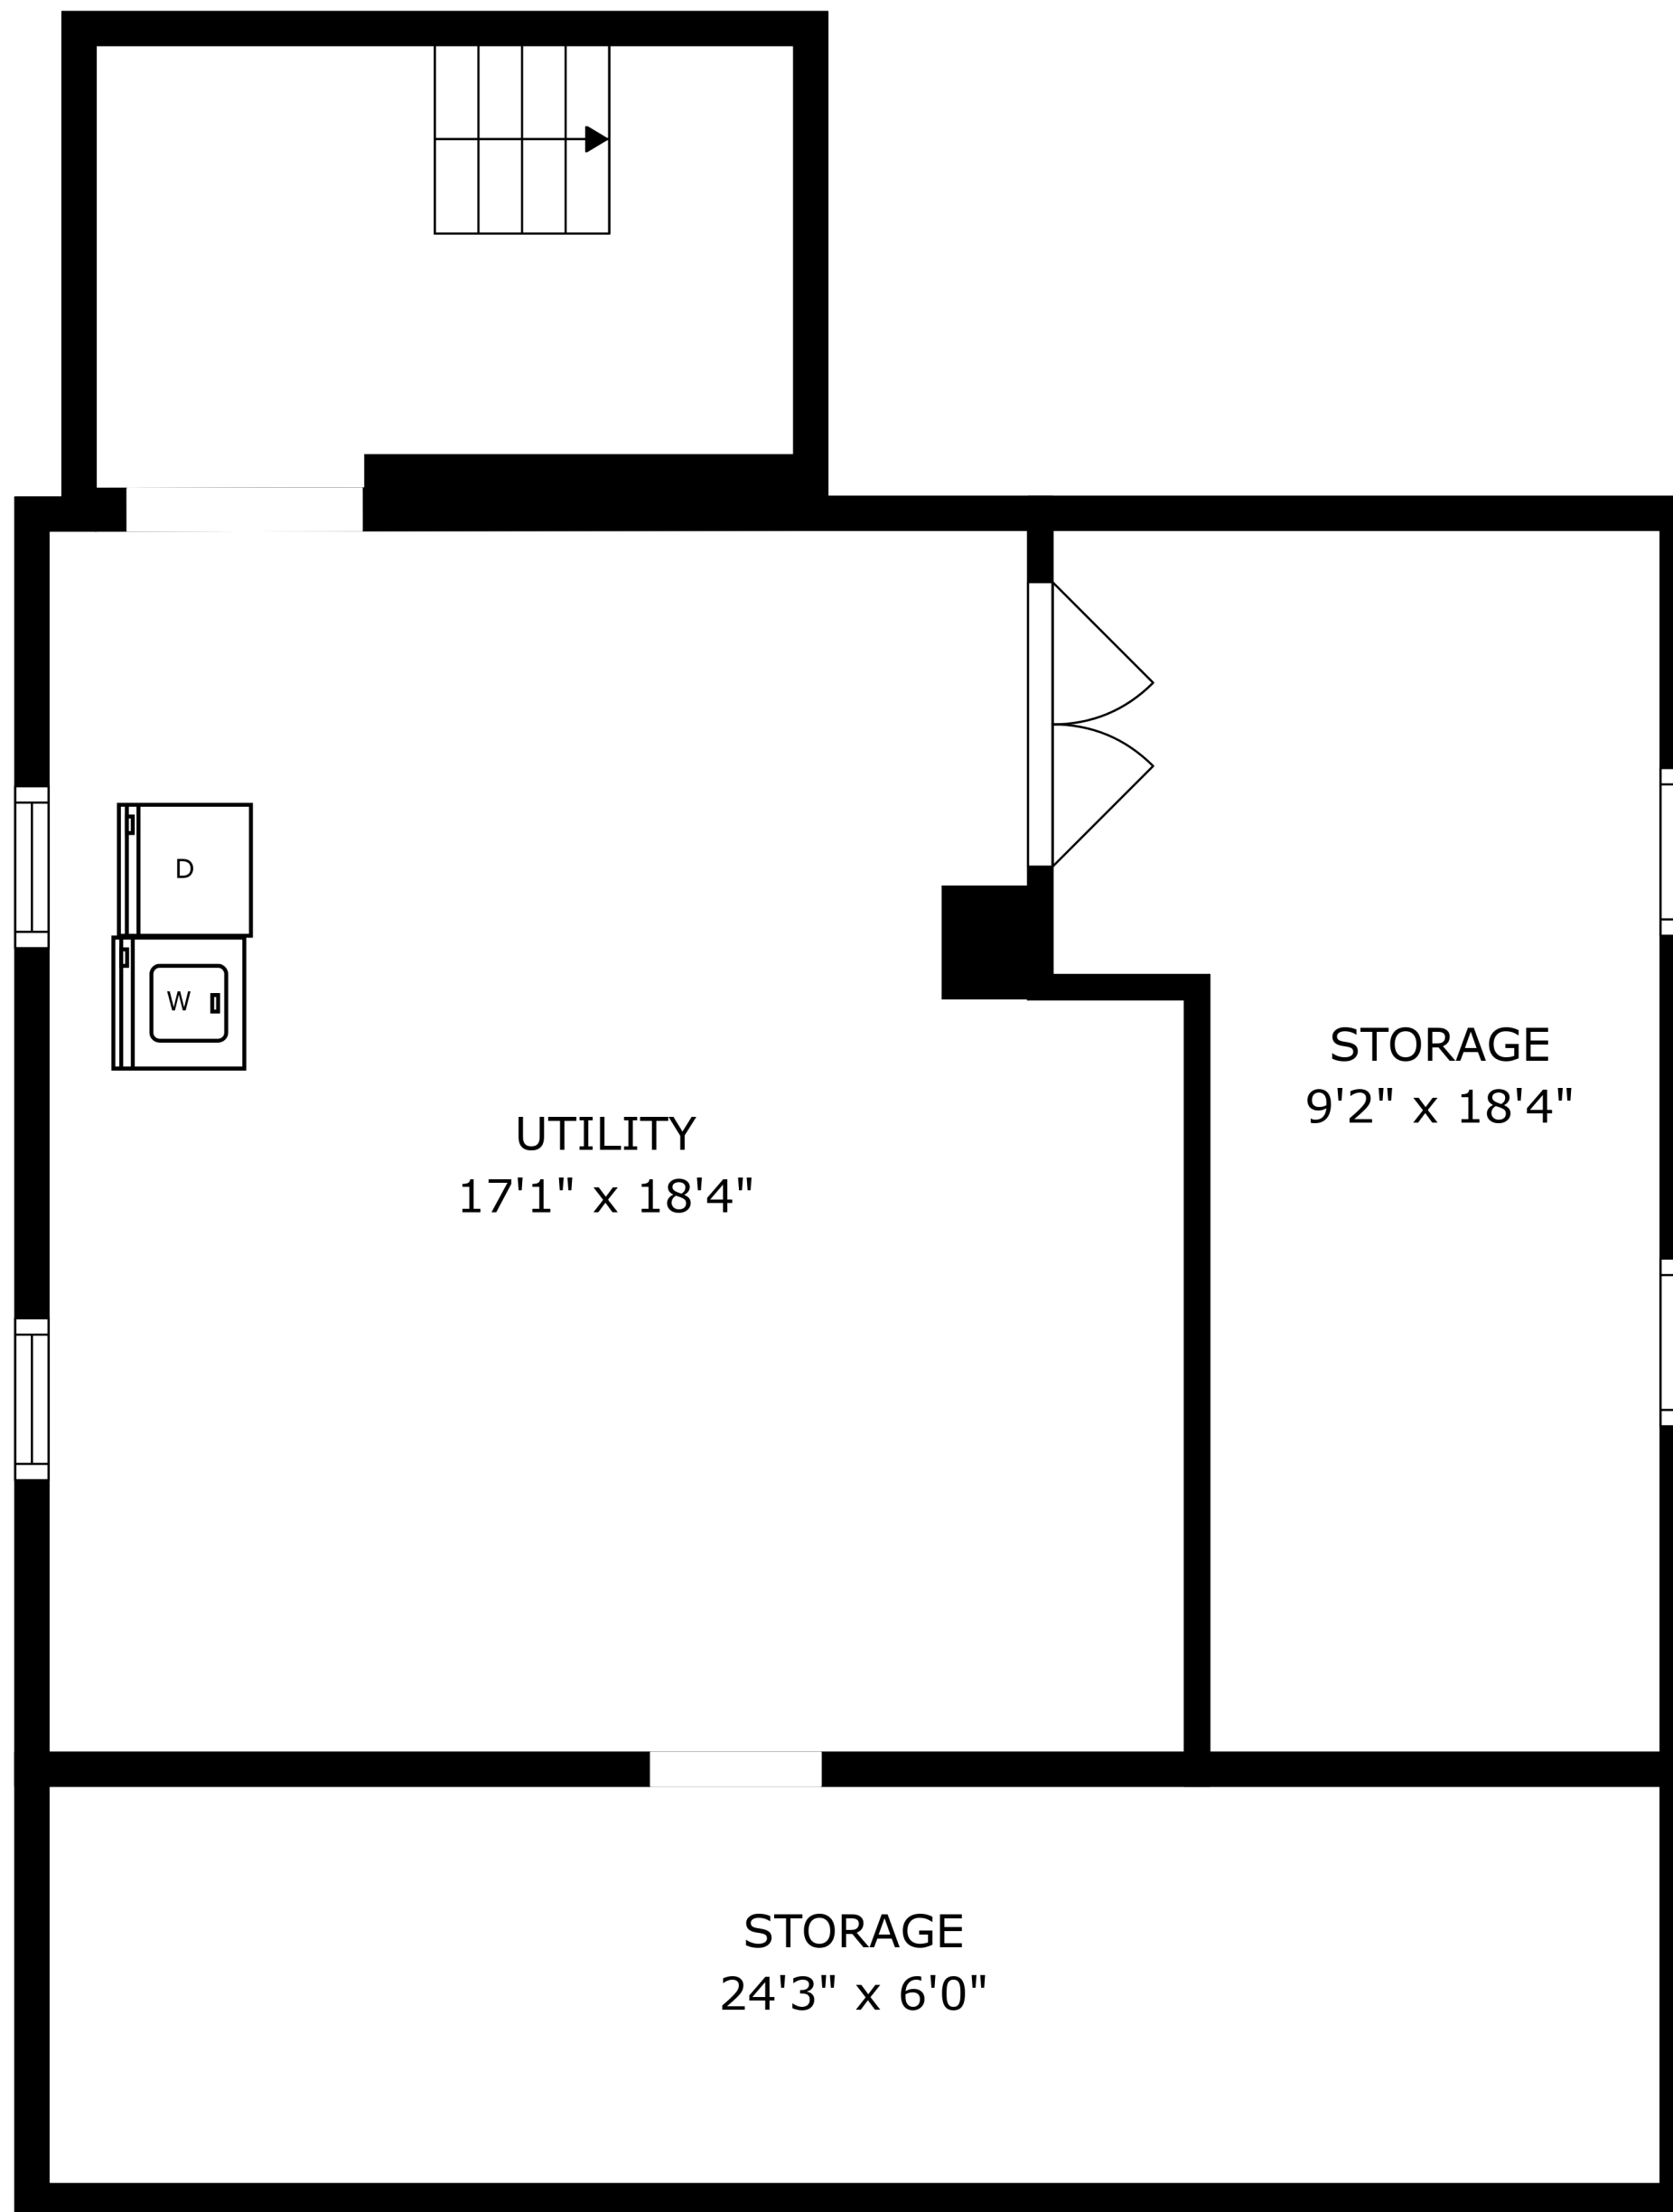 D
W
UTILITY
17'1" x 18'4"
STORAGE
9'2" x 18'4"
STORAGE
24'3" x 6'0"